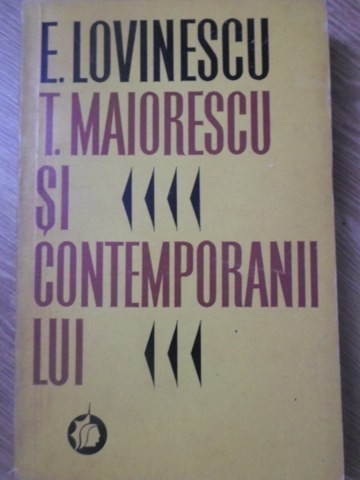 E. LOVINESCU
T. MAIORESCU
ȘI
CONTEMPORANII
LUI